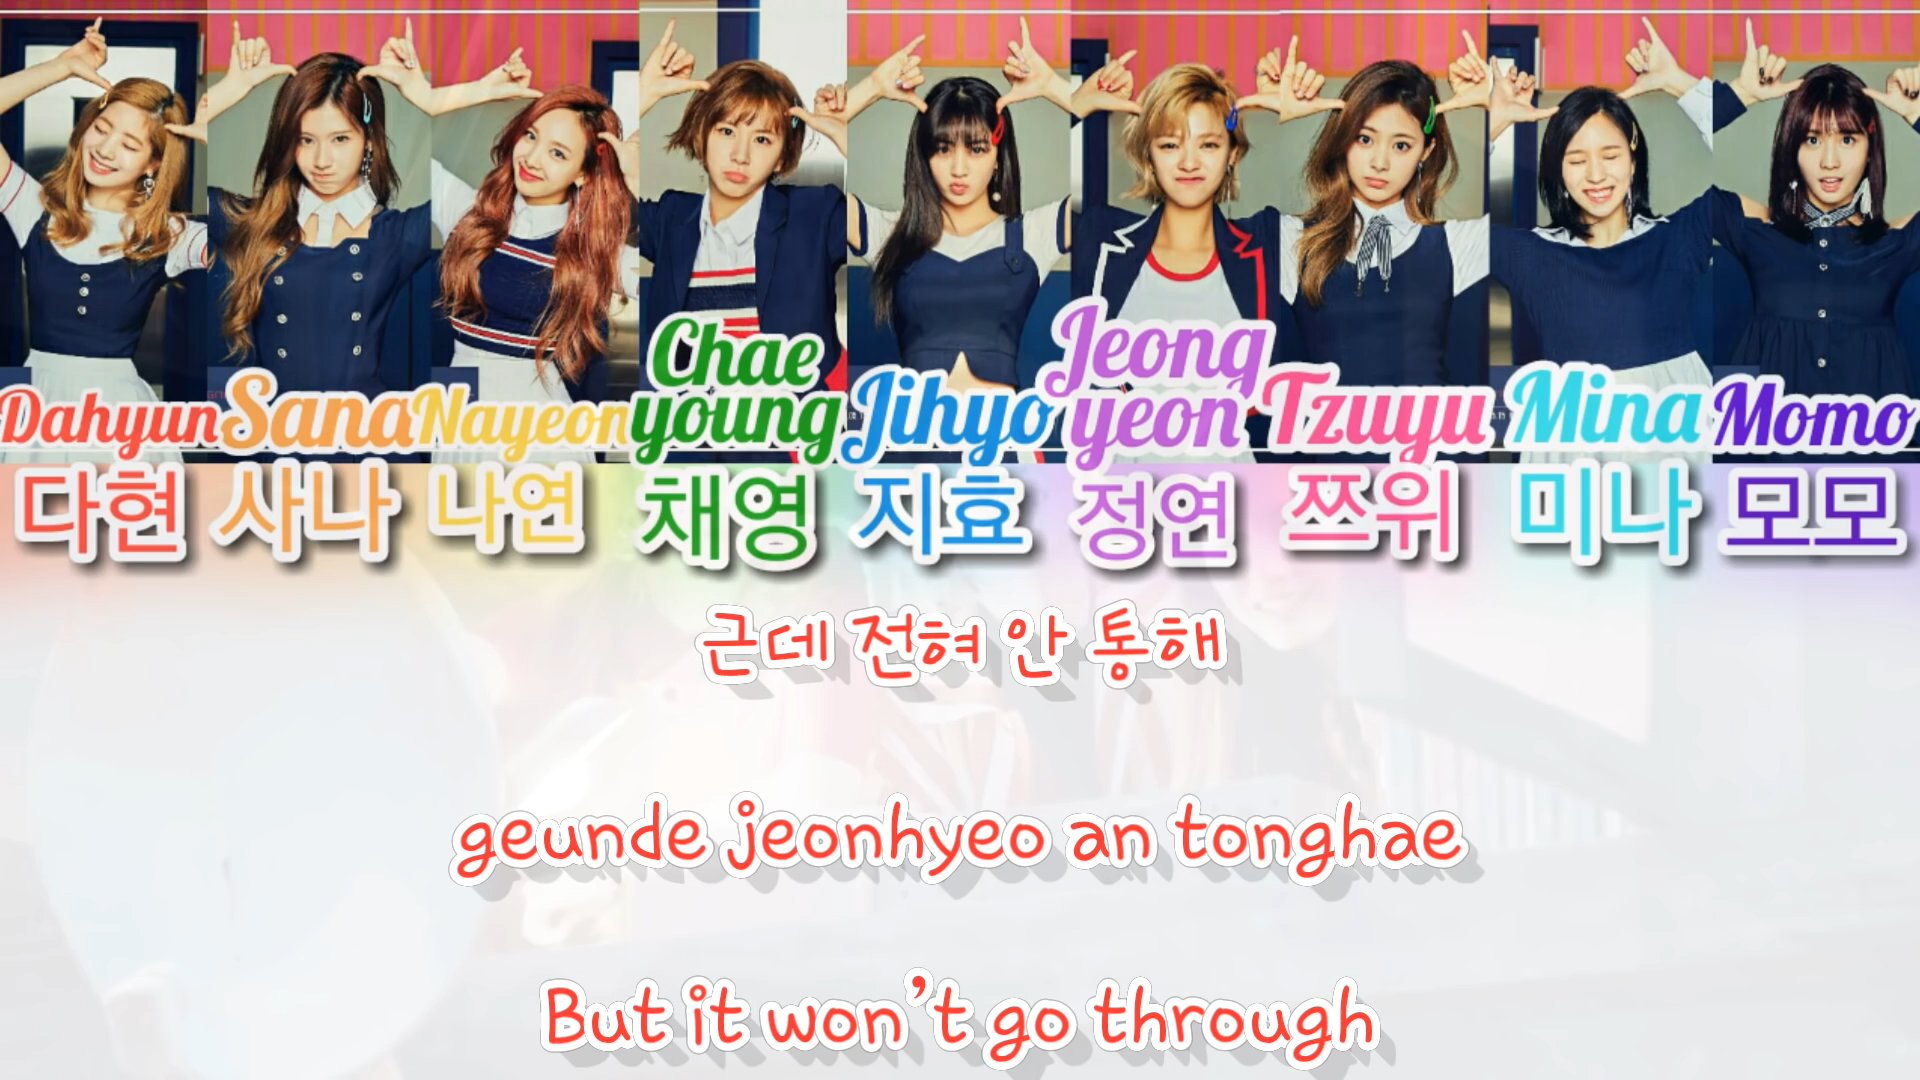 Dahyun Sana Nayeon Chae young Jihyo Jeong yeon Tzuyu Mina Momo
다현 사나 나연 채영 지효 정연 쯔위 미나 모모
근데 전혀 안 통해
geunde jeonhyeo an tonghae
But it won't go through